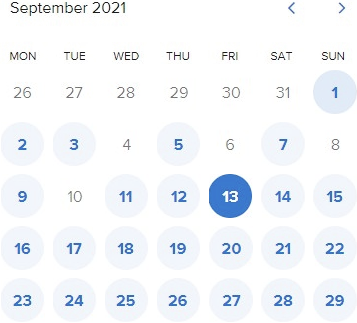 September 2021
MON TUE WED THU FRI SAT SUN
26 27 28 29 30 31 1
2 3 4 5 6 7 8
9 10 11 12 13 14 15
16 17 18 19 20 21 22
23 24 25 26 27 28 29